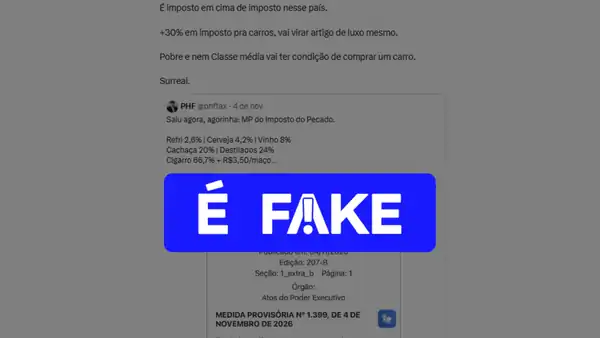 É imposto em cima de imposto nesse país.
+30% em imposto pra carros, vai virar artigo de luxo mesmo.
Pobre e nem Classe média vai ter condição de comprar um carro.
Surreal.
PHF @phffax · 4 de nov
Saiu agora, agorinha: MP do Imposto do Pecado.
Refri 2,6% | Cerveja 4,2% | Vinho 8%
Cachaça 20% | Destilados 24%
Cigarro 66,7% + R$3,50/maço...
É FAKE
Edição: 207-B
Seção: 1_extra_b Página: 1
Órgão:
Atos do Poder Executivo
MEDIDA PROVISÓRIA Nº 1.399, DE 4 DE
NOVEMBRO DE 2026